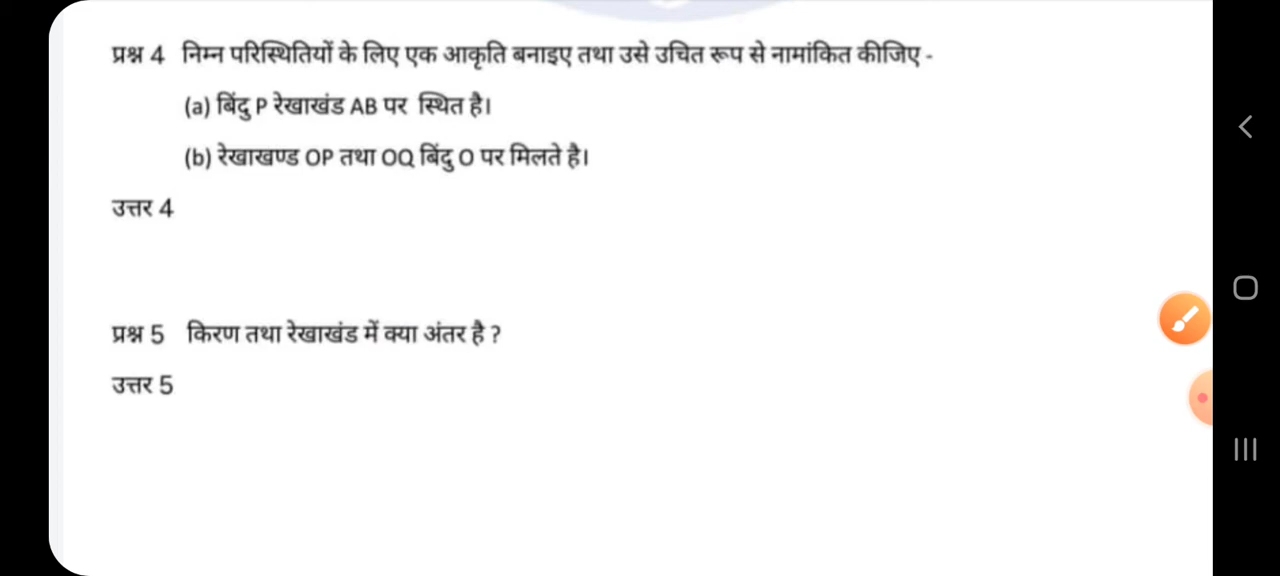 प्रश्न 4 निम्न परिस्थितियों के लिए एक आकृति बनाइए तथा उसे उचित रूप से नामांकित कीजिए -
(a) बिंदु P रेखाखंड AB पर स्थित है।
(b) रेखाखण्ड OP तथा OQ बिंदु O पर मिलते है।
उत्तर 4
प्रश्न 5 किरण तथा रेखाखंड में क्या अंतर है ?
उत्तर 5